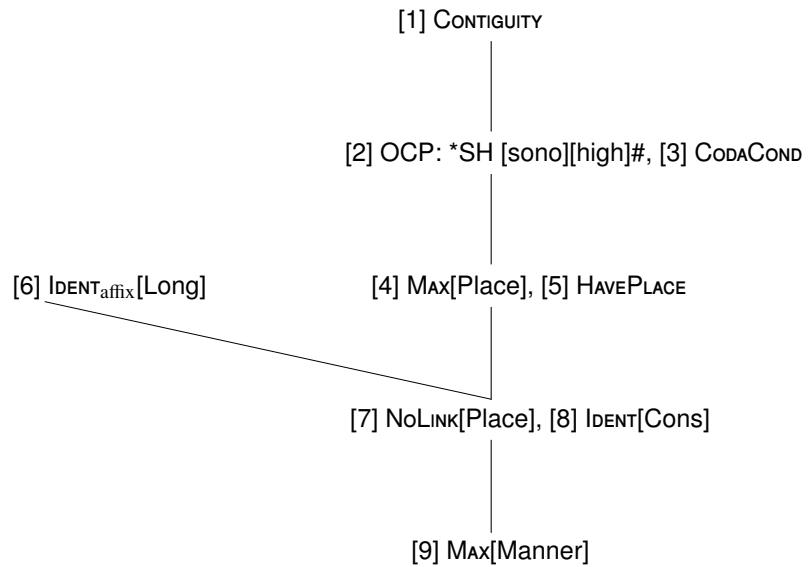 [1] CONTIGUITY
[2] OCP: *SH [sono][high]#, [3] CODACOND
[6] IDENTaffix[Long]
[4] MAX[Place], [5] HAVEPLACE
[7] NOLINK[Place], [8] IDENT[Cons]
[9] MAX[Manner]